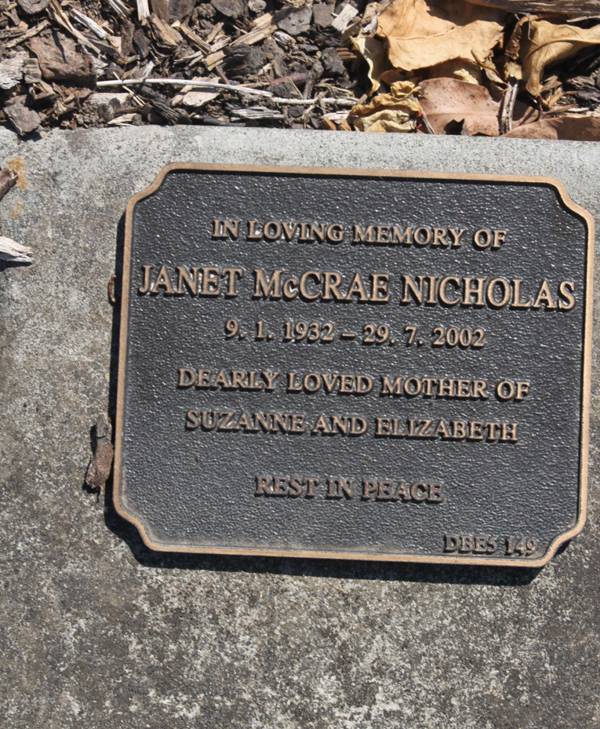 IN LOVING MEMORY OF
JANET McCRAE NICHOLAS
9. 1. 1932 – 29. 7. 2002
DEARLY LOVED MOTHER OF
SUZANNE AND ELIZABETH
REST IN PEACE
DBE5 149